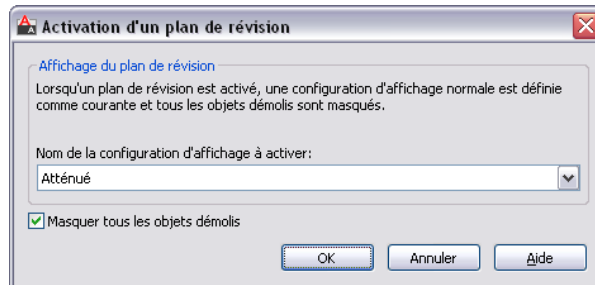 Activation d'un plan de révision
Affichage du plan de révision
Lorsqu'un plan de révision est activé, une configuration d'affichage normale est définie
comme courante et tous les objets démolis sont masqués.
Nom de la configuration d'affichage à activer:
Atténué
Masquer tous les objets démolis
OK Annuler Aide